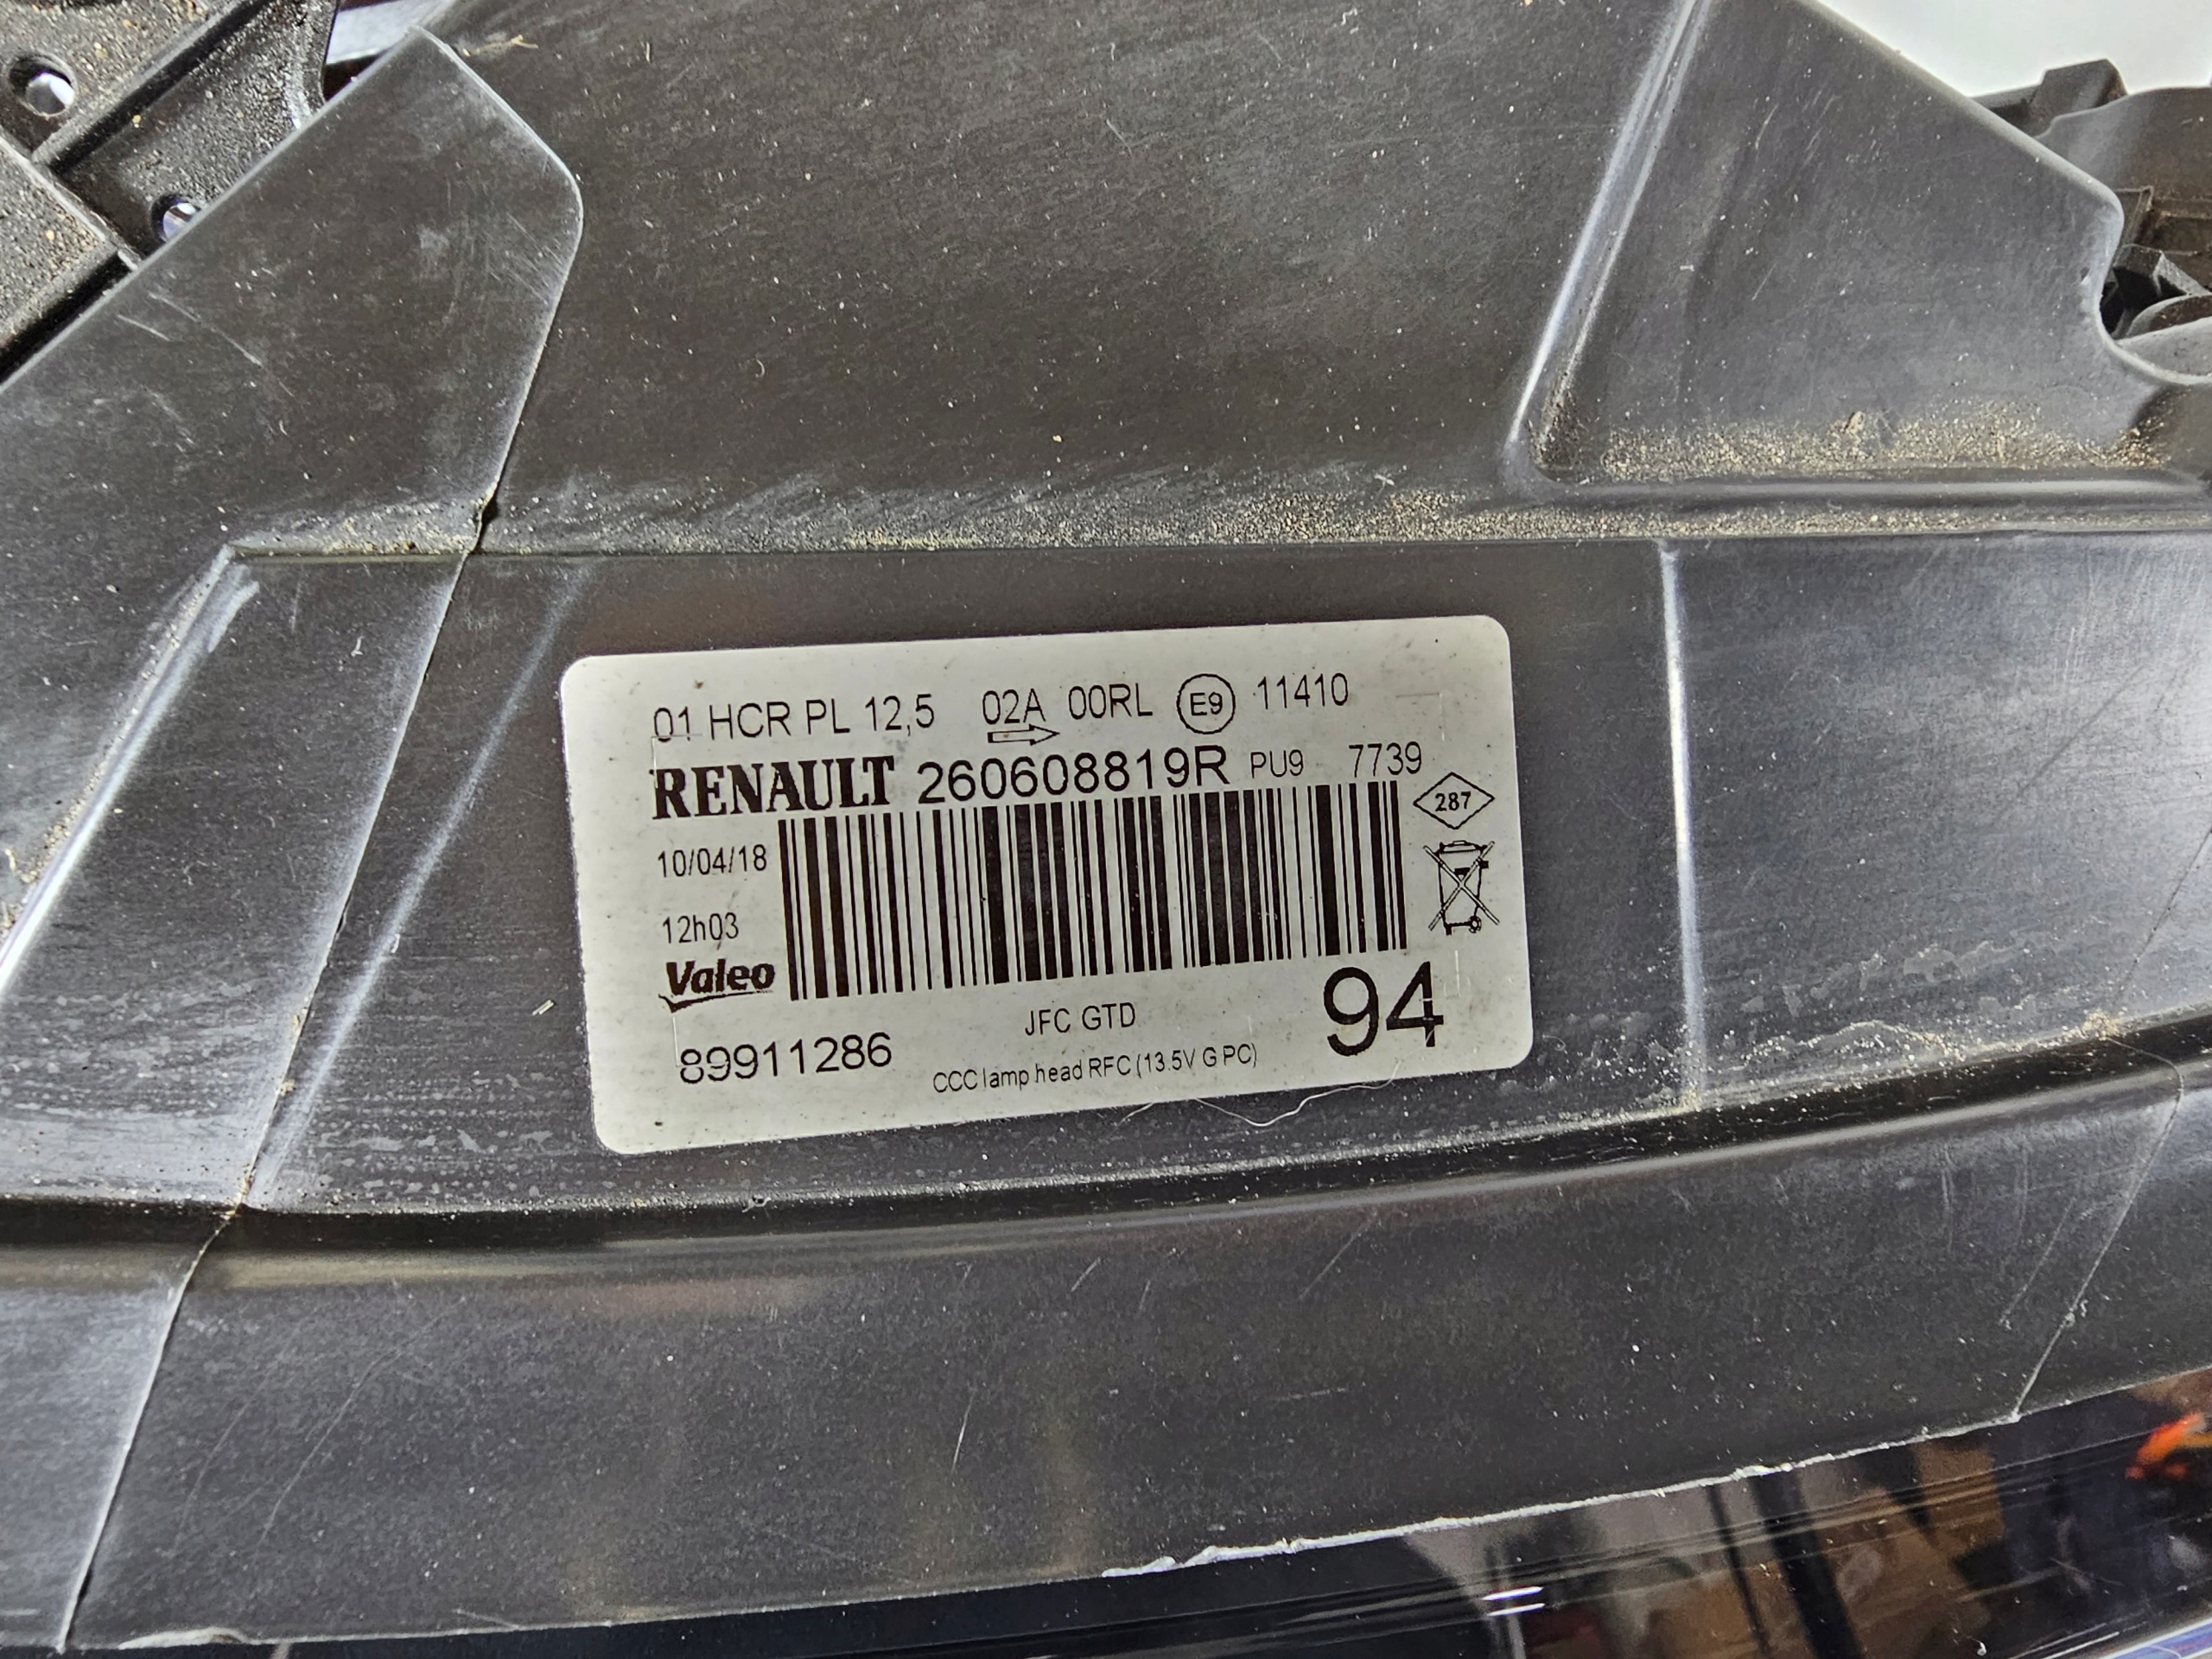 01 HCR PL 12,5 02A 00RL E9 11410
RENAULT 260608819R PU9 7739
287
10/04/18
12h03
Valeo
94
JFC GTD
89911286
CCC lamp head RFC (13.5V G PC)